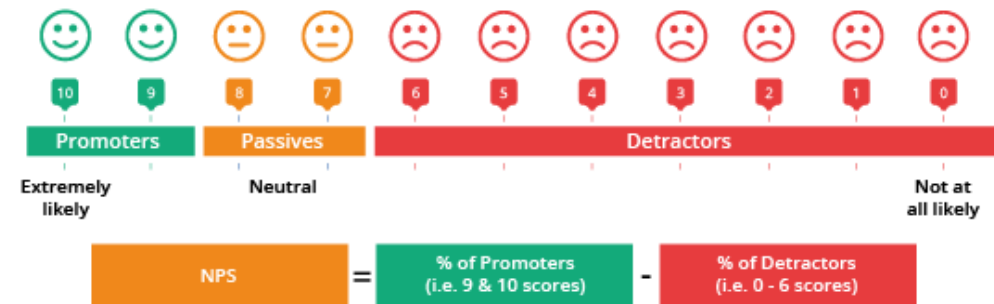 10 9 8 7 6 5 4 3 2 1 0
Promoters Passives Detractors
Extremely
likely
Neutral
Not at
all likely
NPS
=
% of Promoters
(i.e. 9 & 10 scores)
-
% of Detractors
(i.e. 0 - 6 scores)